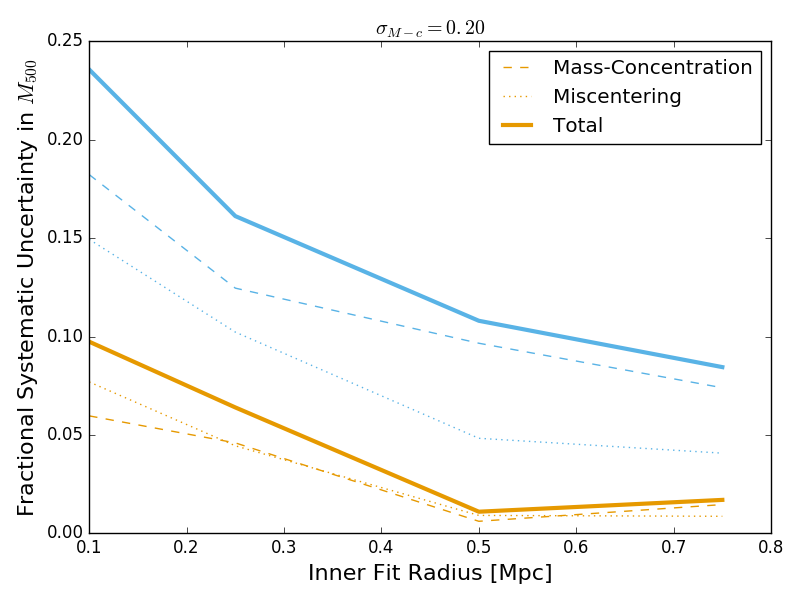 σ_{M−c} = 0.20
Fractional Systematic Uncertainty in M_{500}
0.25
0.20
0.15
0.10
0.05
0.00
Mass-Concentration
Miscentering
Total
0.1 0.2 0.3 0.4 0.5 0.6 0.7 0.8
Inner Fit Radius [Mpc]